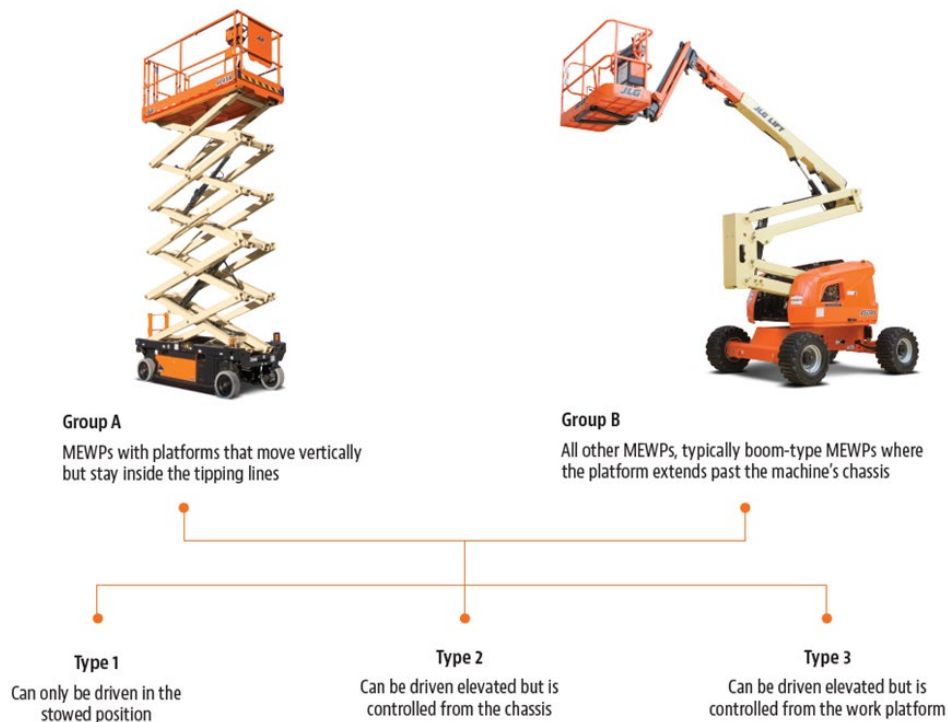 JLG
JLG LIFT
Group A
MEWPs with platforms that move vertically
but stay inside the tipping lines
Group B
All other MEWPs, typically boom-type MEWPs where
the platform extends past the machine's chassis
Type 1
Can only be driven in the
stowed position
Type 2
Can be driven elevated but is
controlled from the chassis
Type 3
Can be driven elevated but is
controlled from the work platform